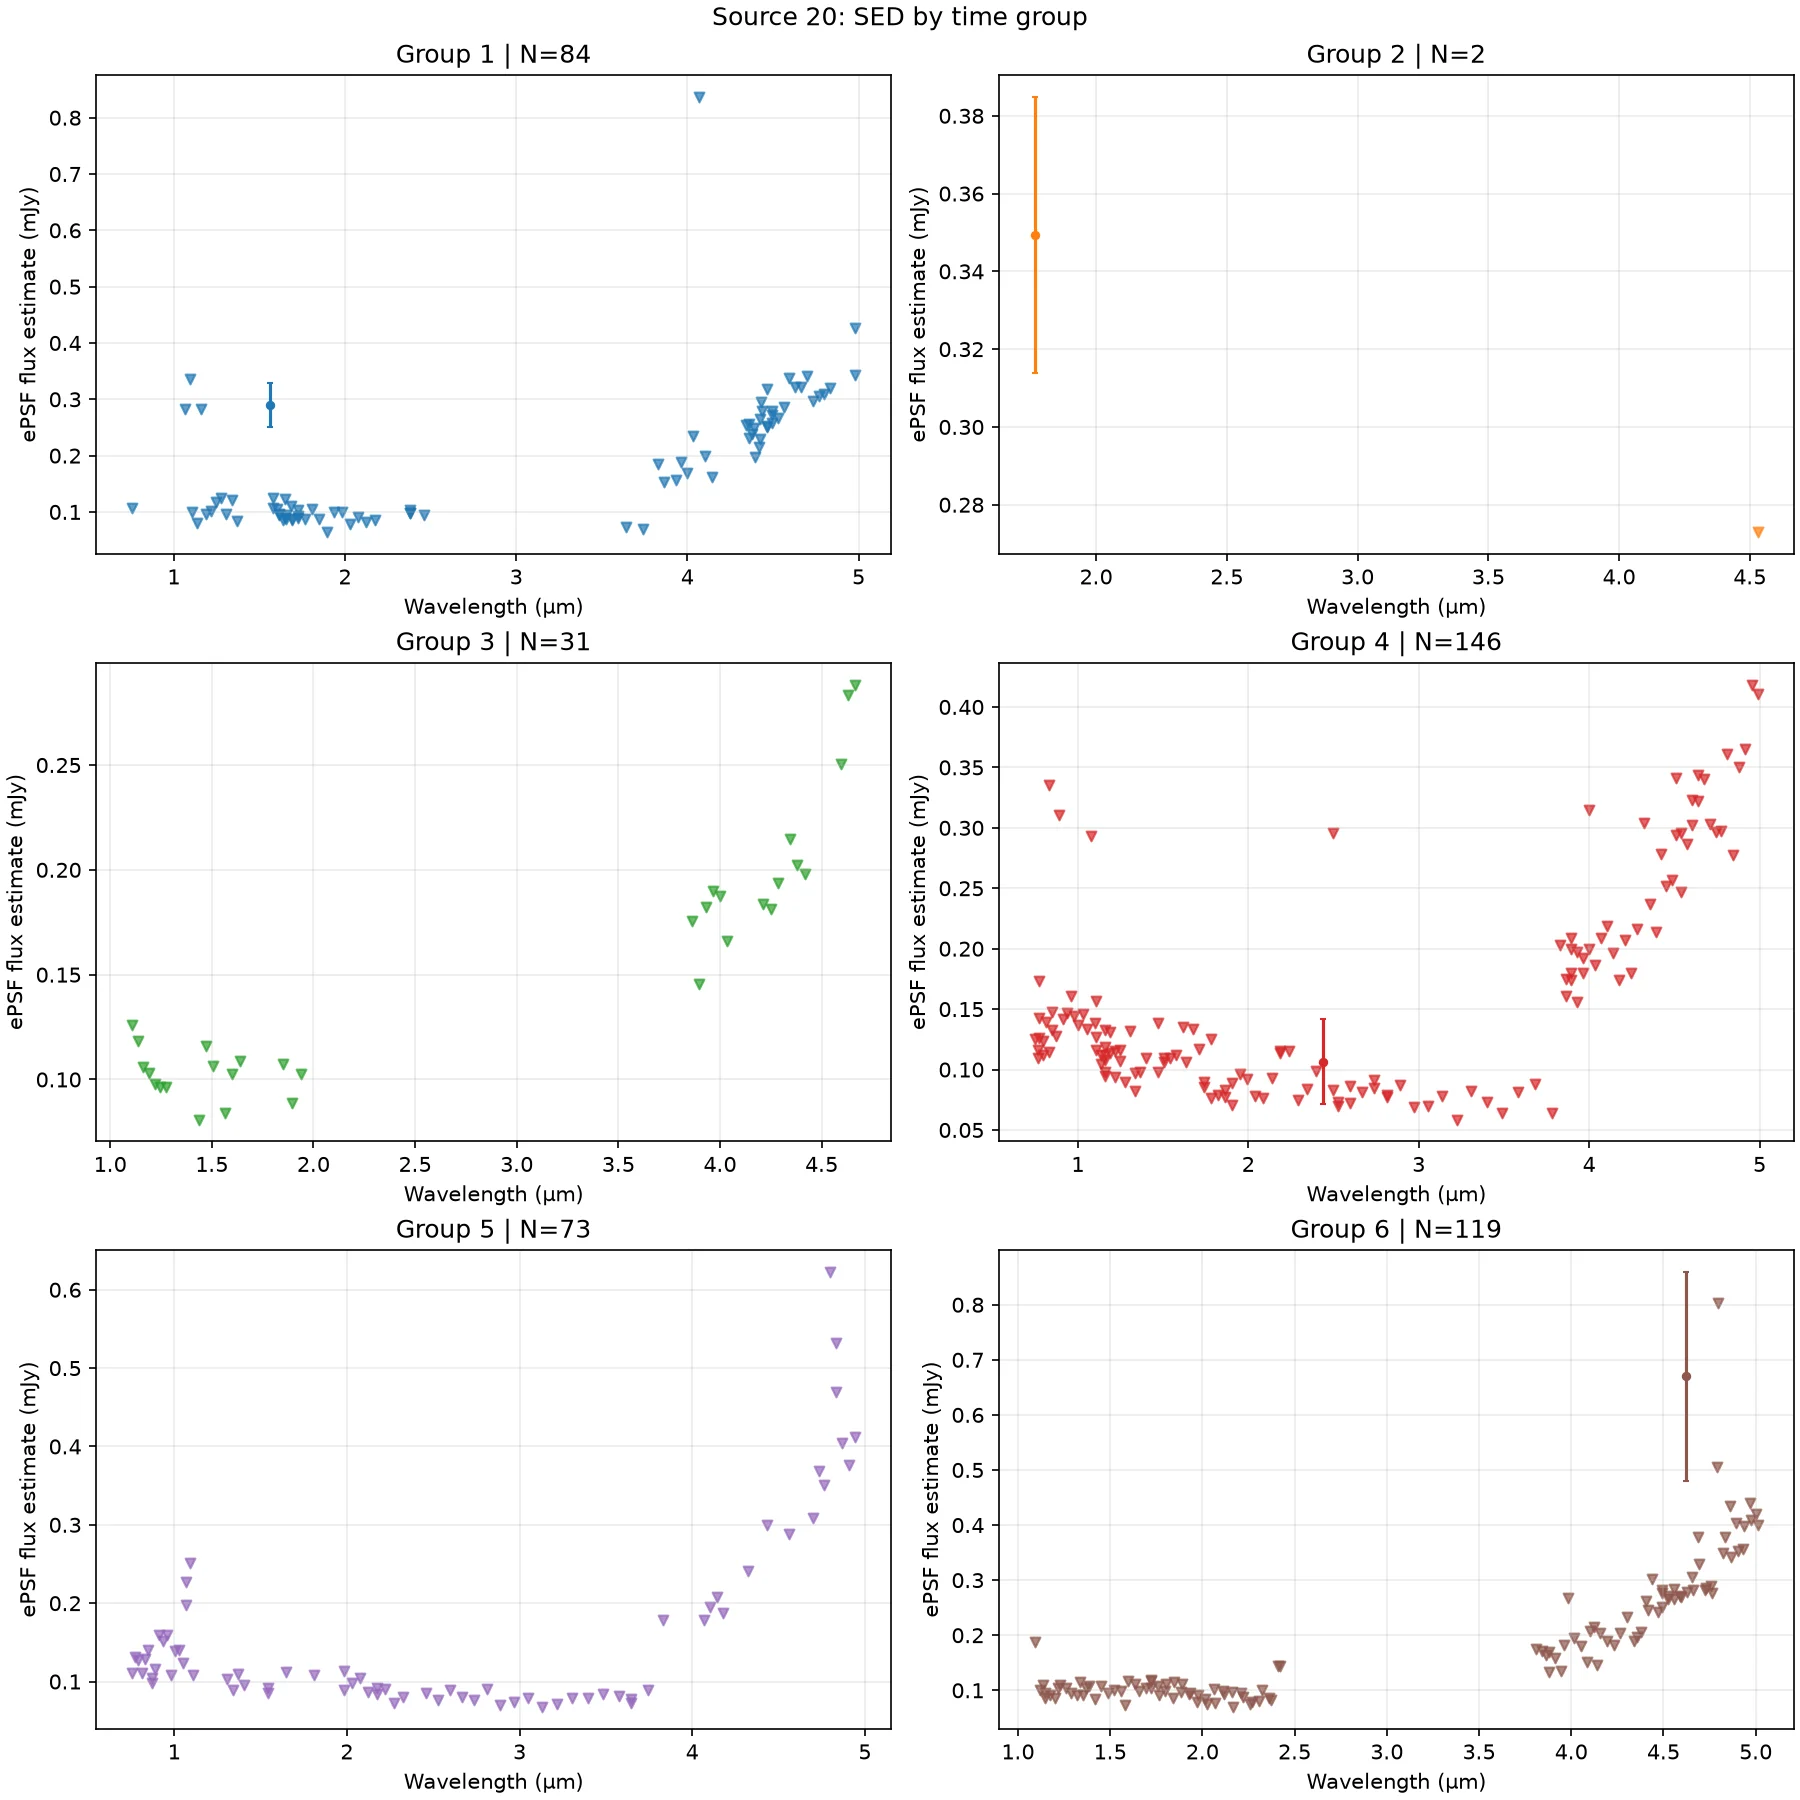 Source 20: SED by time group
Group 1 | N=84
ePSF flux estimate (mJy)
0.8
0.7
0.6
0.5
0.4
0.3
0.2
0.1
1 2 3 4 5
Wavelength (µm)
Group 2 | N=2
ePSF flux estimate (mJy)
0.38
0.36
0.34
0.32
0.30
0.28
2.0 2.5 3.0 3.5 4.0 4.5
Wavelength (µm)
Group 3 | N=31
ePSF flux estimate (mJy)
0.25
0.20
0.15
0.10
1.0 1.5 2.0 2.5 3.0 3.5 4.0 4.5
Wavelength (µm)
Group 4 | N=146
ePSF flux estimate (mJy)
0.40
0.35
0.30
0.25
0.20
0.15
0.10
0.05
1 2 3 4 5
Wavelength (µm)
Group 5 | N=73
ePSF flux estimate (mJy)
0.6
0.5
0.4
0.3
0.2
0.1
1 2 3 4 5
Wavelength (µm)
Group 6 | N=119
ePSF flux estimate (mJy)
0.8
0.7
0.6
0.5
0.4
0.3
0.2
0.1
1.0 1.5 2.0 2.5 3.0 3.5 4.0 4.5 5.0
Wavelength (µm)